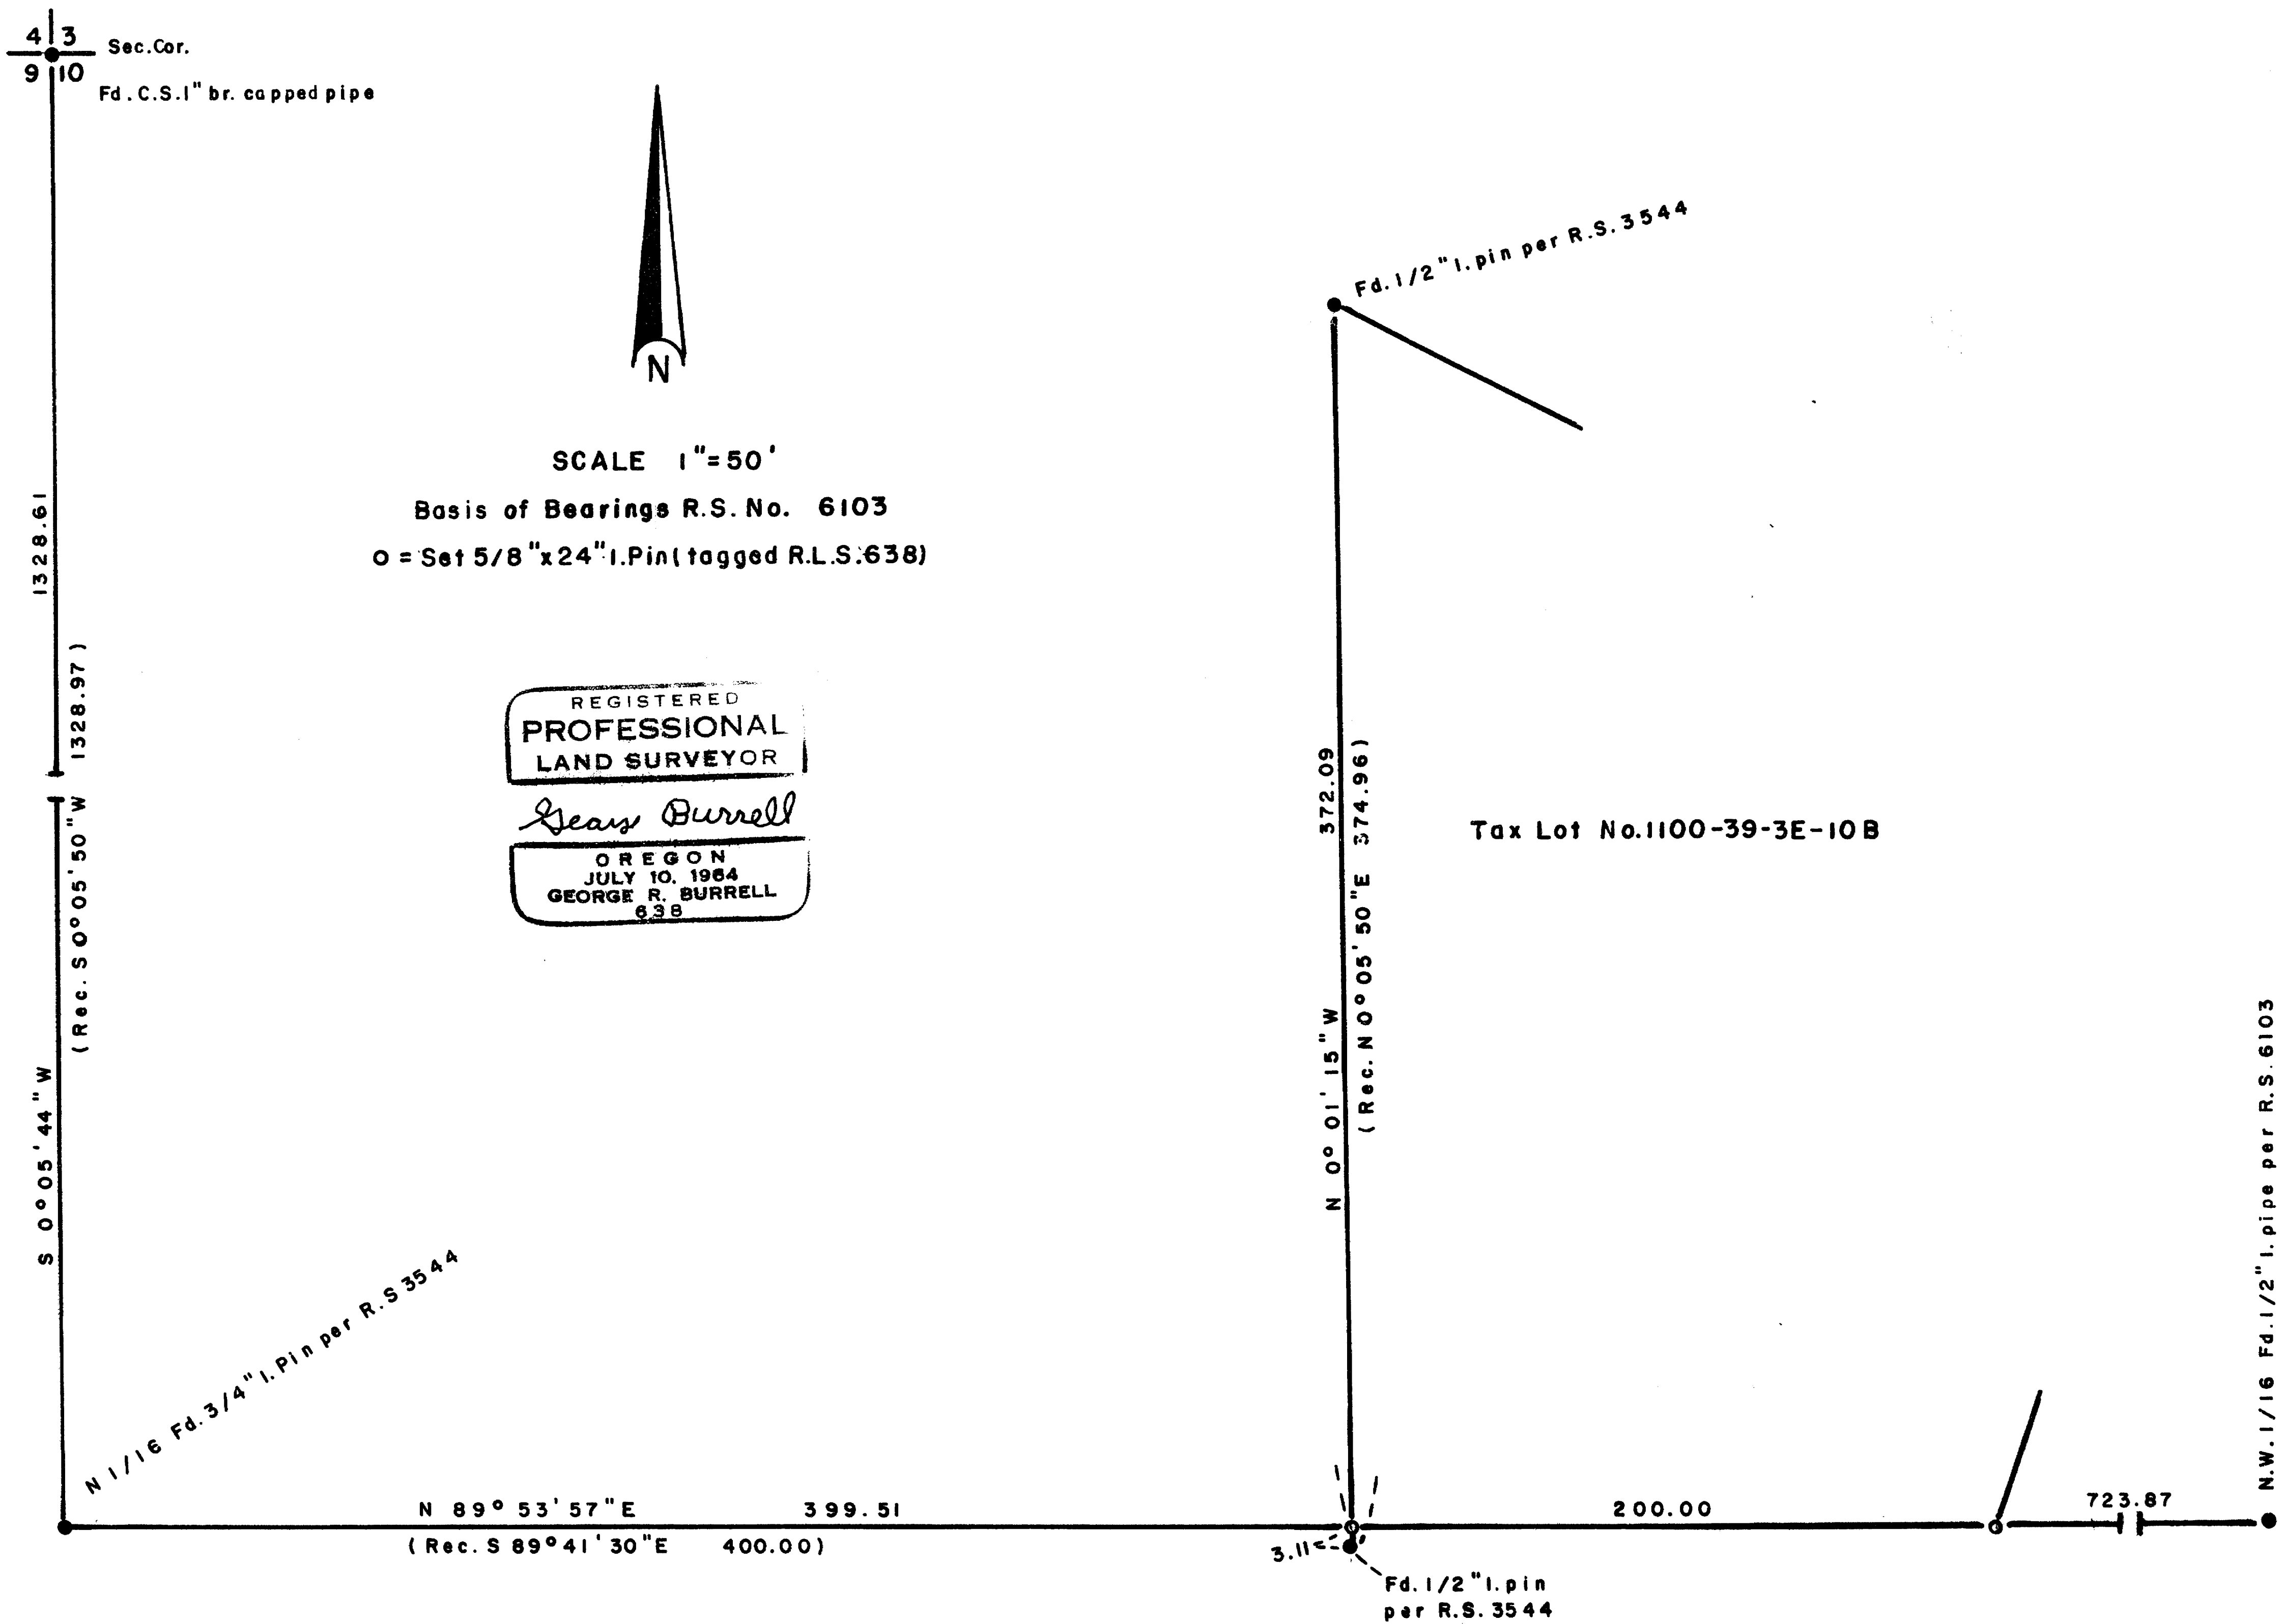 4 3
Sec.Cor.
9 10
Fd. C.S. 1" br. capped pipe
N
SCALE 1"=50'
Basis of Bearings R.S. No. 6103
o = Set 5/8"x24" I.Pin (tagged R.L.S. 638)
REGISTERED
PROFESSIONAL
LAND SURVEYOR
Geary Burrell
OREGON
JULY 10, 1964
GEORGE R. BURRELL
638
1328.61
S 0° 05' 44" W
(Rec. S 0° 05' 50" W 1328.97)
N 1/16 Fd. 3/4" I. Pin per R.S 3544
N 89° 53' 57" E 399.51
(Rec. S 89° 41' 30" E 400.00)
Fd. 1/2" I. pin per R.S. 3544
N 0° 01' 15" W 372.09
(Rec. N 0° 05' 50" E 374.96)
Tax Lot No. 1100-39-3E-10 B
3.11
Fd. 1/2" I. pin
per R.S. 3544
200.00
723.87
N.W. 1/16 Fd. 1/2" I. pipe per R.S. 6103